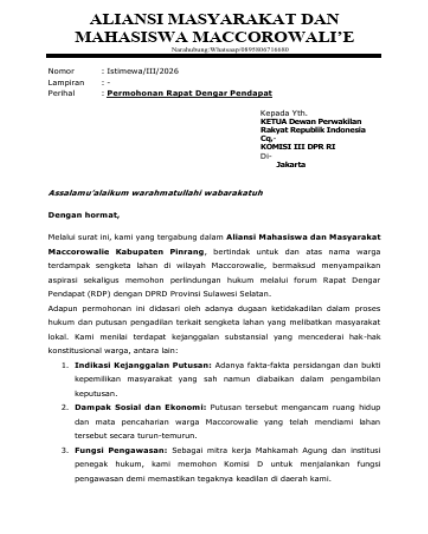 ALIANSI MASYARAKAT DAN
MAHASISWA MACCOROWALI’E
Narahubung/Whatsaap/0895806716680
Nomor : Istimewa/III/2026
Lampiran : -
Perihal : Permohonan Rapat Dengar Pendapat
Kepada Yth.
KETUA Dewan Perwakilan
Rakyat Republik Indonesia
Cq,-
KOMISI III DPR RI
Di-
Jakarta
Assalamu’alaikum warahmatullahi wabarakatuh
Dengan hormat,
Melalui surat ini, kami yang tergabung dalam Aliansi Mahasiswa dan Masyarakat
Maccorowalie Kabupaten Pinrang, bertindak untuk dan atas nama warga
terdampak sengketa lahan di wilayah Maccorowalie, bermaksud menyampaikan
aspirasi sekaligus memohon perlindungan hukum melalui forum Rapat Dengar
Pendapat (RDP) dengan DPRD Provinsi Sulawesi Selatan.
Adapun permohonan ini didasari oleh adanya dugaan ketidakadilan dalam proses
hukum dan putusan pengadilan terkait sengketa lahan yang melibatkan masyarakat
lokal. Kami menilai terdapat kejanggalan substansial yang mencederai hak-hak
konstitusional warga, antara lain:
1. Indikasi Kejanggalan Putusan: Adanya fakta-fakta persidangan dan bukti
kepemilikan masyarakat yang sah namun diabaikan dalam pengambilan
keputusan.
2. Dampak Sosial dan Ekonomi: Putusan tersebut mengancam ruang hidup
dan mata pencaharian warga Maccorowalie yang telah mendiami lahan
tersebut secara turun-temurun.
3. Fungsi Pengawasan: Sebagai mitra kerja Mahkamah Agung dan institusi
penegak hukum, kami memohon Komisi D untuk menjalankan fungsi
pengawasan demi memastikan tegaknya keadilan di daerah kami.